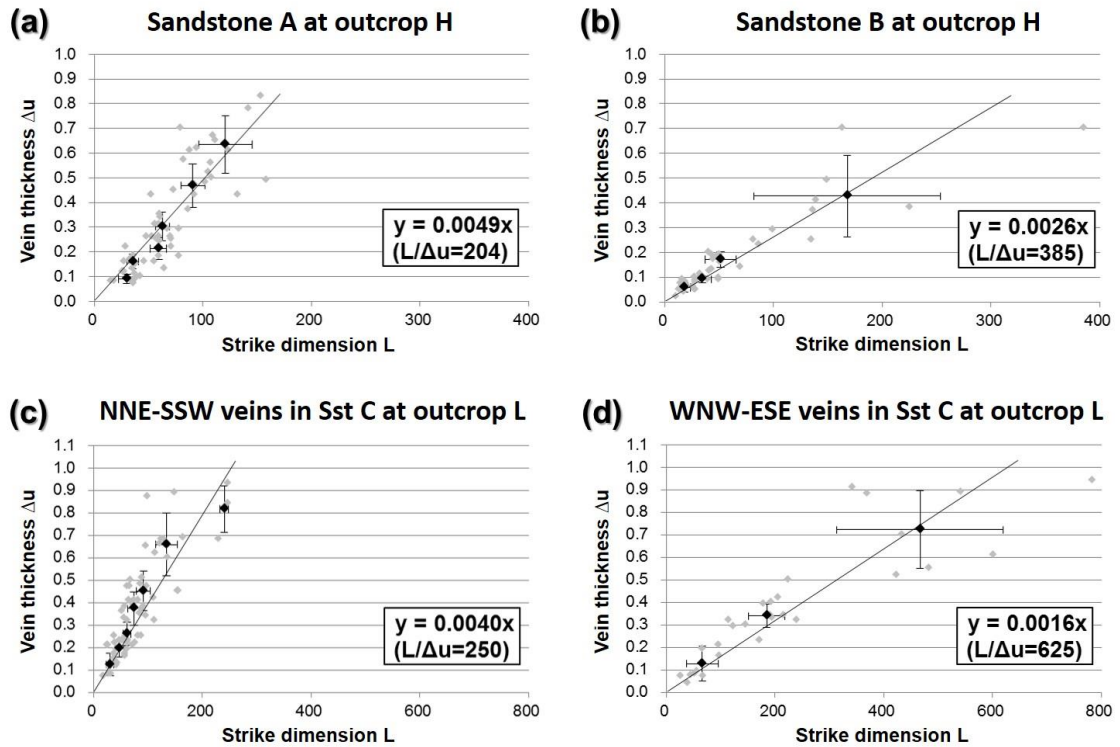 (a) Sandstone A at outcrop H
Vein thickness Δu
1.0
0.9
0.8
0.7
0.6
0.5
0.4
0.3
0.2
0.1
0.0
y = 0.0049x
(L/Δu=204)
0 100 200 300 400
Strike dimension L
(b) Sandstone B at outcrop H
Vein thickness Δu
1.0
0.9
0.8
0.7
0.6
0.5
0.4
0.3
0.2
0.1
0.0
y = 0.0026x
(L/Δu=385)
0 100 200 300 400
Strike dimension L
(c) NNE-SSW veins in Sst C at outcrop L
Vein thickness Δu
1.1
1.0
0.9
0.8
0.7
0.6
0.5
0.4
0.3
0.2
0.1
0.0
y = 0.0040x
(L/Δu=250)
0 200 400 600 800
Strike dimension L
(d) WNW-ESE veins in Sst C at outcrop L
Vein thickness Δu
1.1
1.0
0.9
0.8
0.7
0.6
0.5
0.4
0.3
0.2
0.1
0.0
y = 0.0016x
(L/Δu=625)
0 200 400 600 800
Strike dimension L